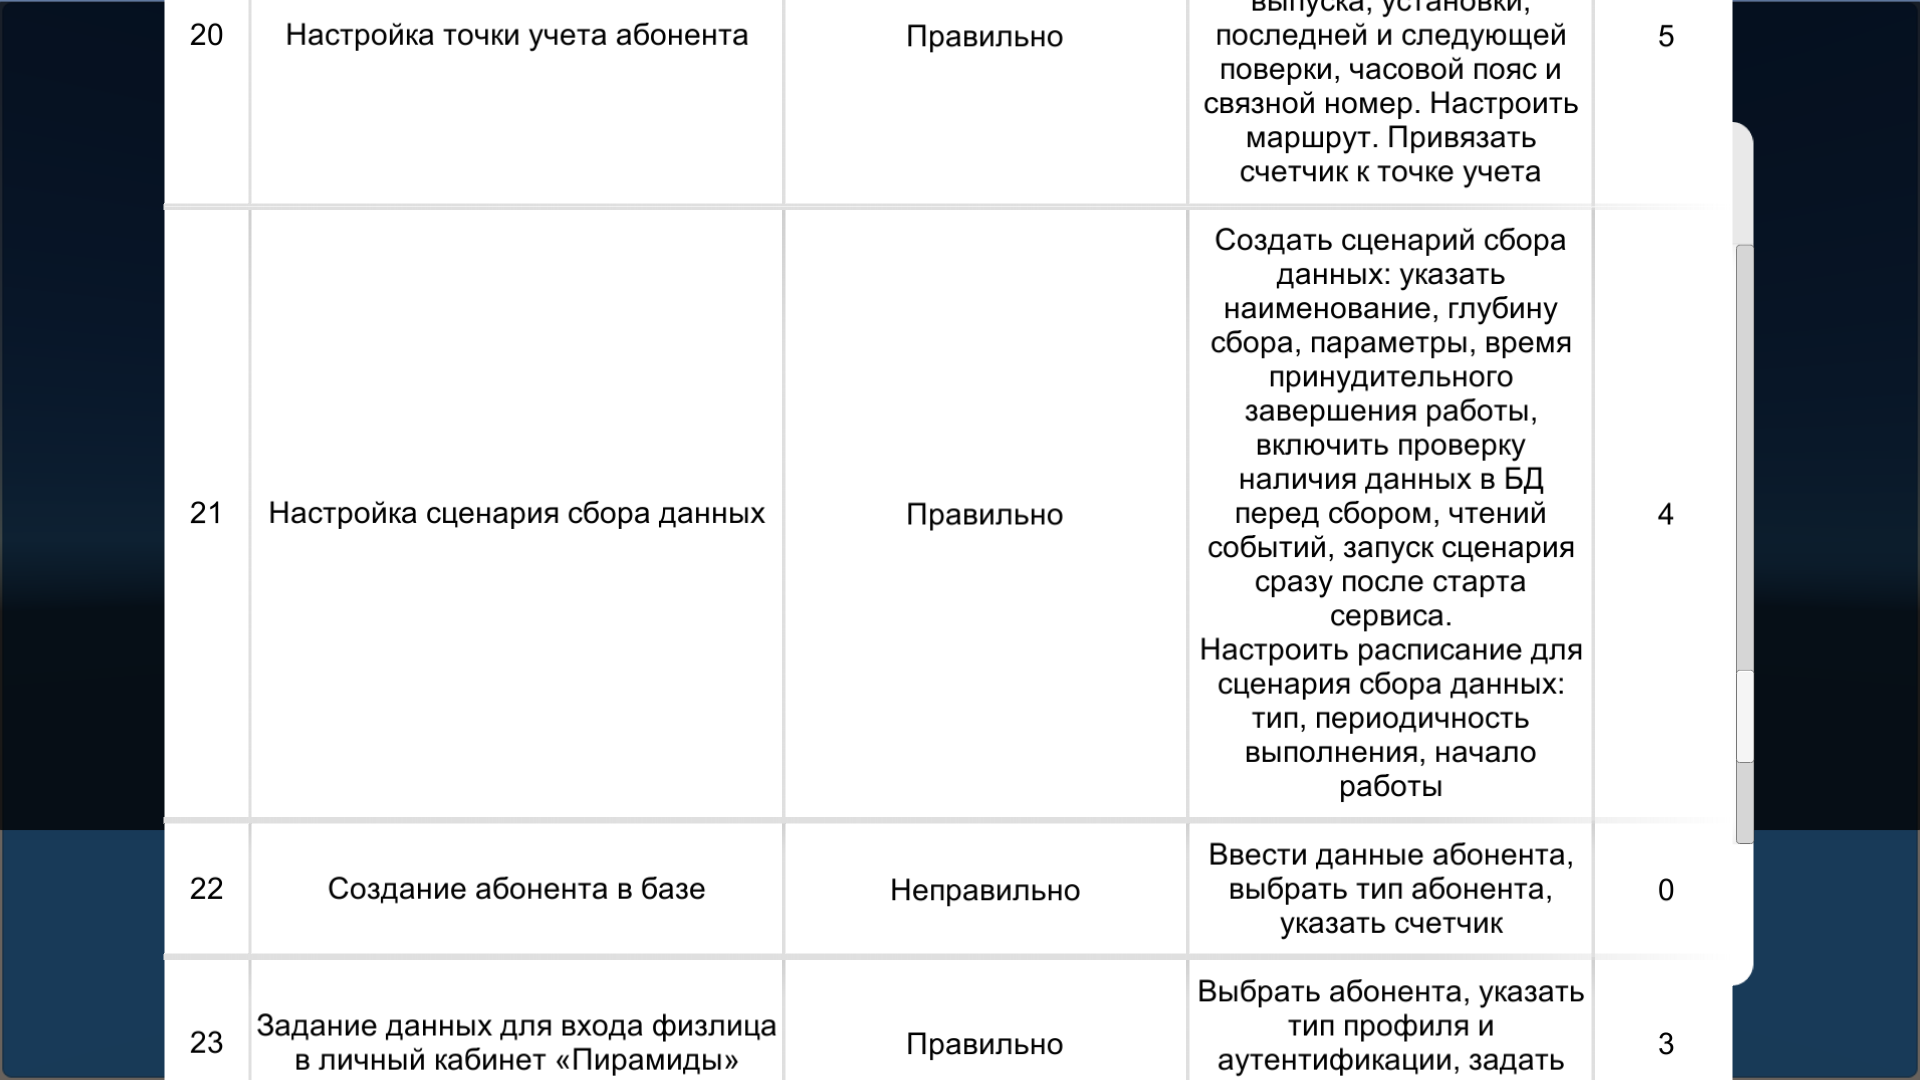 выпуска, установки,
20 Настройка точки учета абонента Правильно последней и следующей 5
поверки, часовой пояс и
связной номер. Настроить
маршрут. Привязать
счетчик к точке учета
Создать сценарий сбора
данных: указать
наименование, глубину
сбора, параметры, время
принудительного
завершения работы,
включить проверку
наличия данных в БД
21 Настройка сценария сбора данных Правильно перед сбором, чтений 4
событий, запуск сценария
сразу после старта
сервиса.
Настроить расписание для
сценария сбора данных:
тип, периодичность
выполнения, начало
работы
Ввести данные абонента,
22 Создание абонента в базе Неправильно выбрать тип абонента, 0
указать счетчик
Выбрать абонента, указать
23 Задание данных для входа физлица Правильно тип профиля и 3
в личный кабинет «Пирамиды» аутентификации, задать